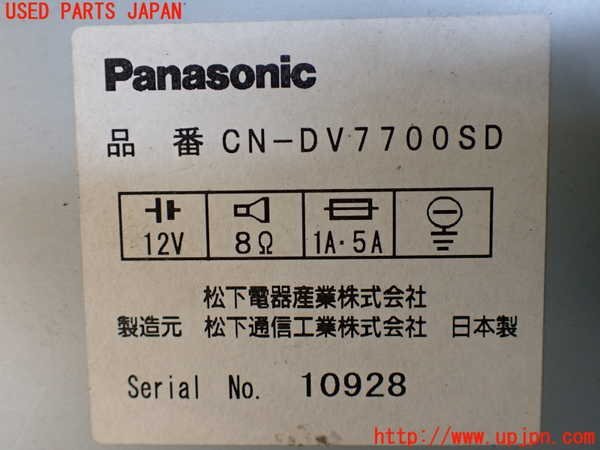 USED PARTS JAPAN
Panasonic
品 番 CN-DV7700SD
12V 8Ω 1A·5A
松下電器産業株式会社
製造元 松下通信工業株式会社 日本製
Serial No. 10928
http://www.upjpn.com/